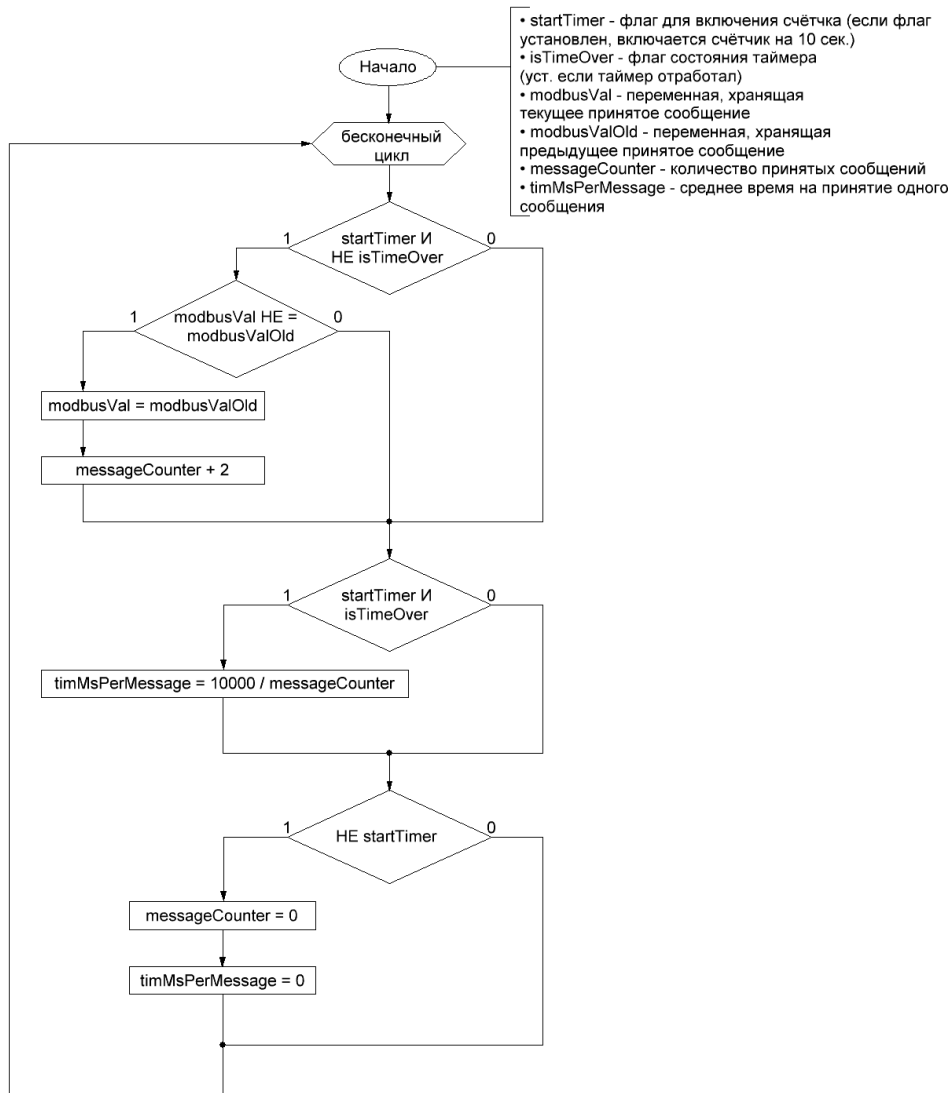 • startTimer - флаг для включения счётчка (если флаг
установлен, включается счётчик на 10 сек.)
• isTimeOver - флаг состояния таймера
(уст. если таймер отработал)
• modbusVal - переменная, хранящая
текущее принятое сообщение
• modbusValOld - переменная, хранящая
предыдущее принятое сообщение
• messageCounter - количество принятых сообщений
• timMsPerMessage - среднее время на принятие одного
сообщения
Начало
бесконечный
цикл
1
startTimer И
НЕ isTimeOver
0
1
modbusVal НЕ =
modbusValOld
0
modbusVal = modbusValOld
messageCounter + 2
1
startTimer И
isTimeOver
0
timMsPerMessage = 10000 / messageCounter
1
НЕ startTimer
0
messageCounter = 0
timMsPerMessage = 0